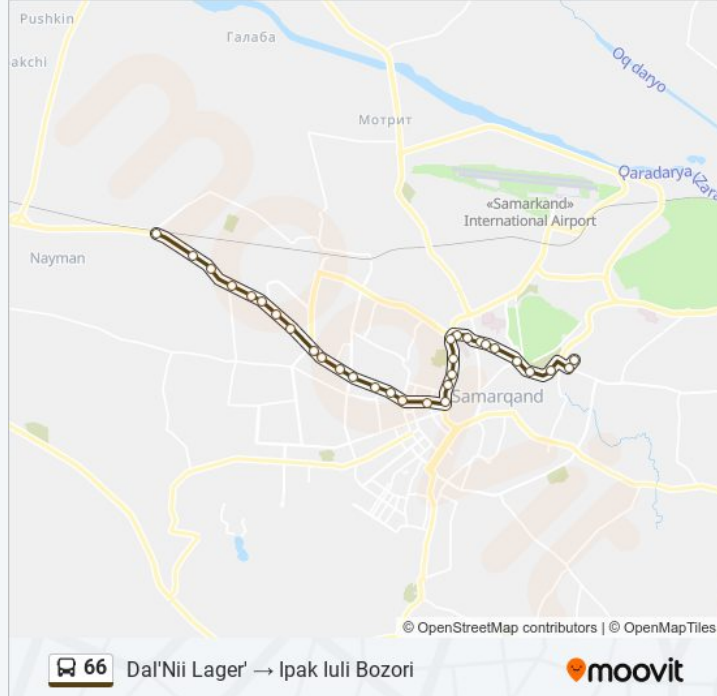 Pushkin
Галаба
akchi
Oq daryo
Мотрит
Qaradarya (Zara
«Samarkand»
International Airport
Nayman
Samarqand
© OpenStreetMap contributors | © OpenMapTiles
66 Dal'Nii Lager' → Ipak Iuli Bozori
moovit